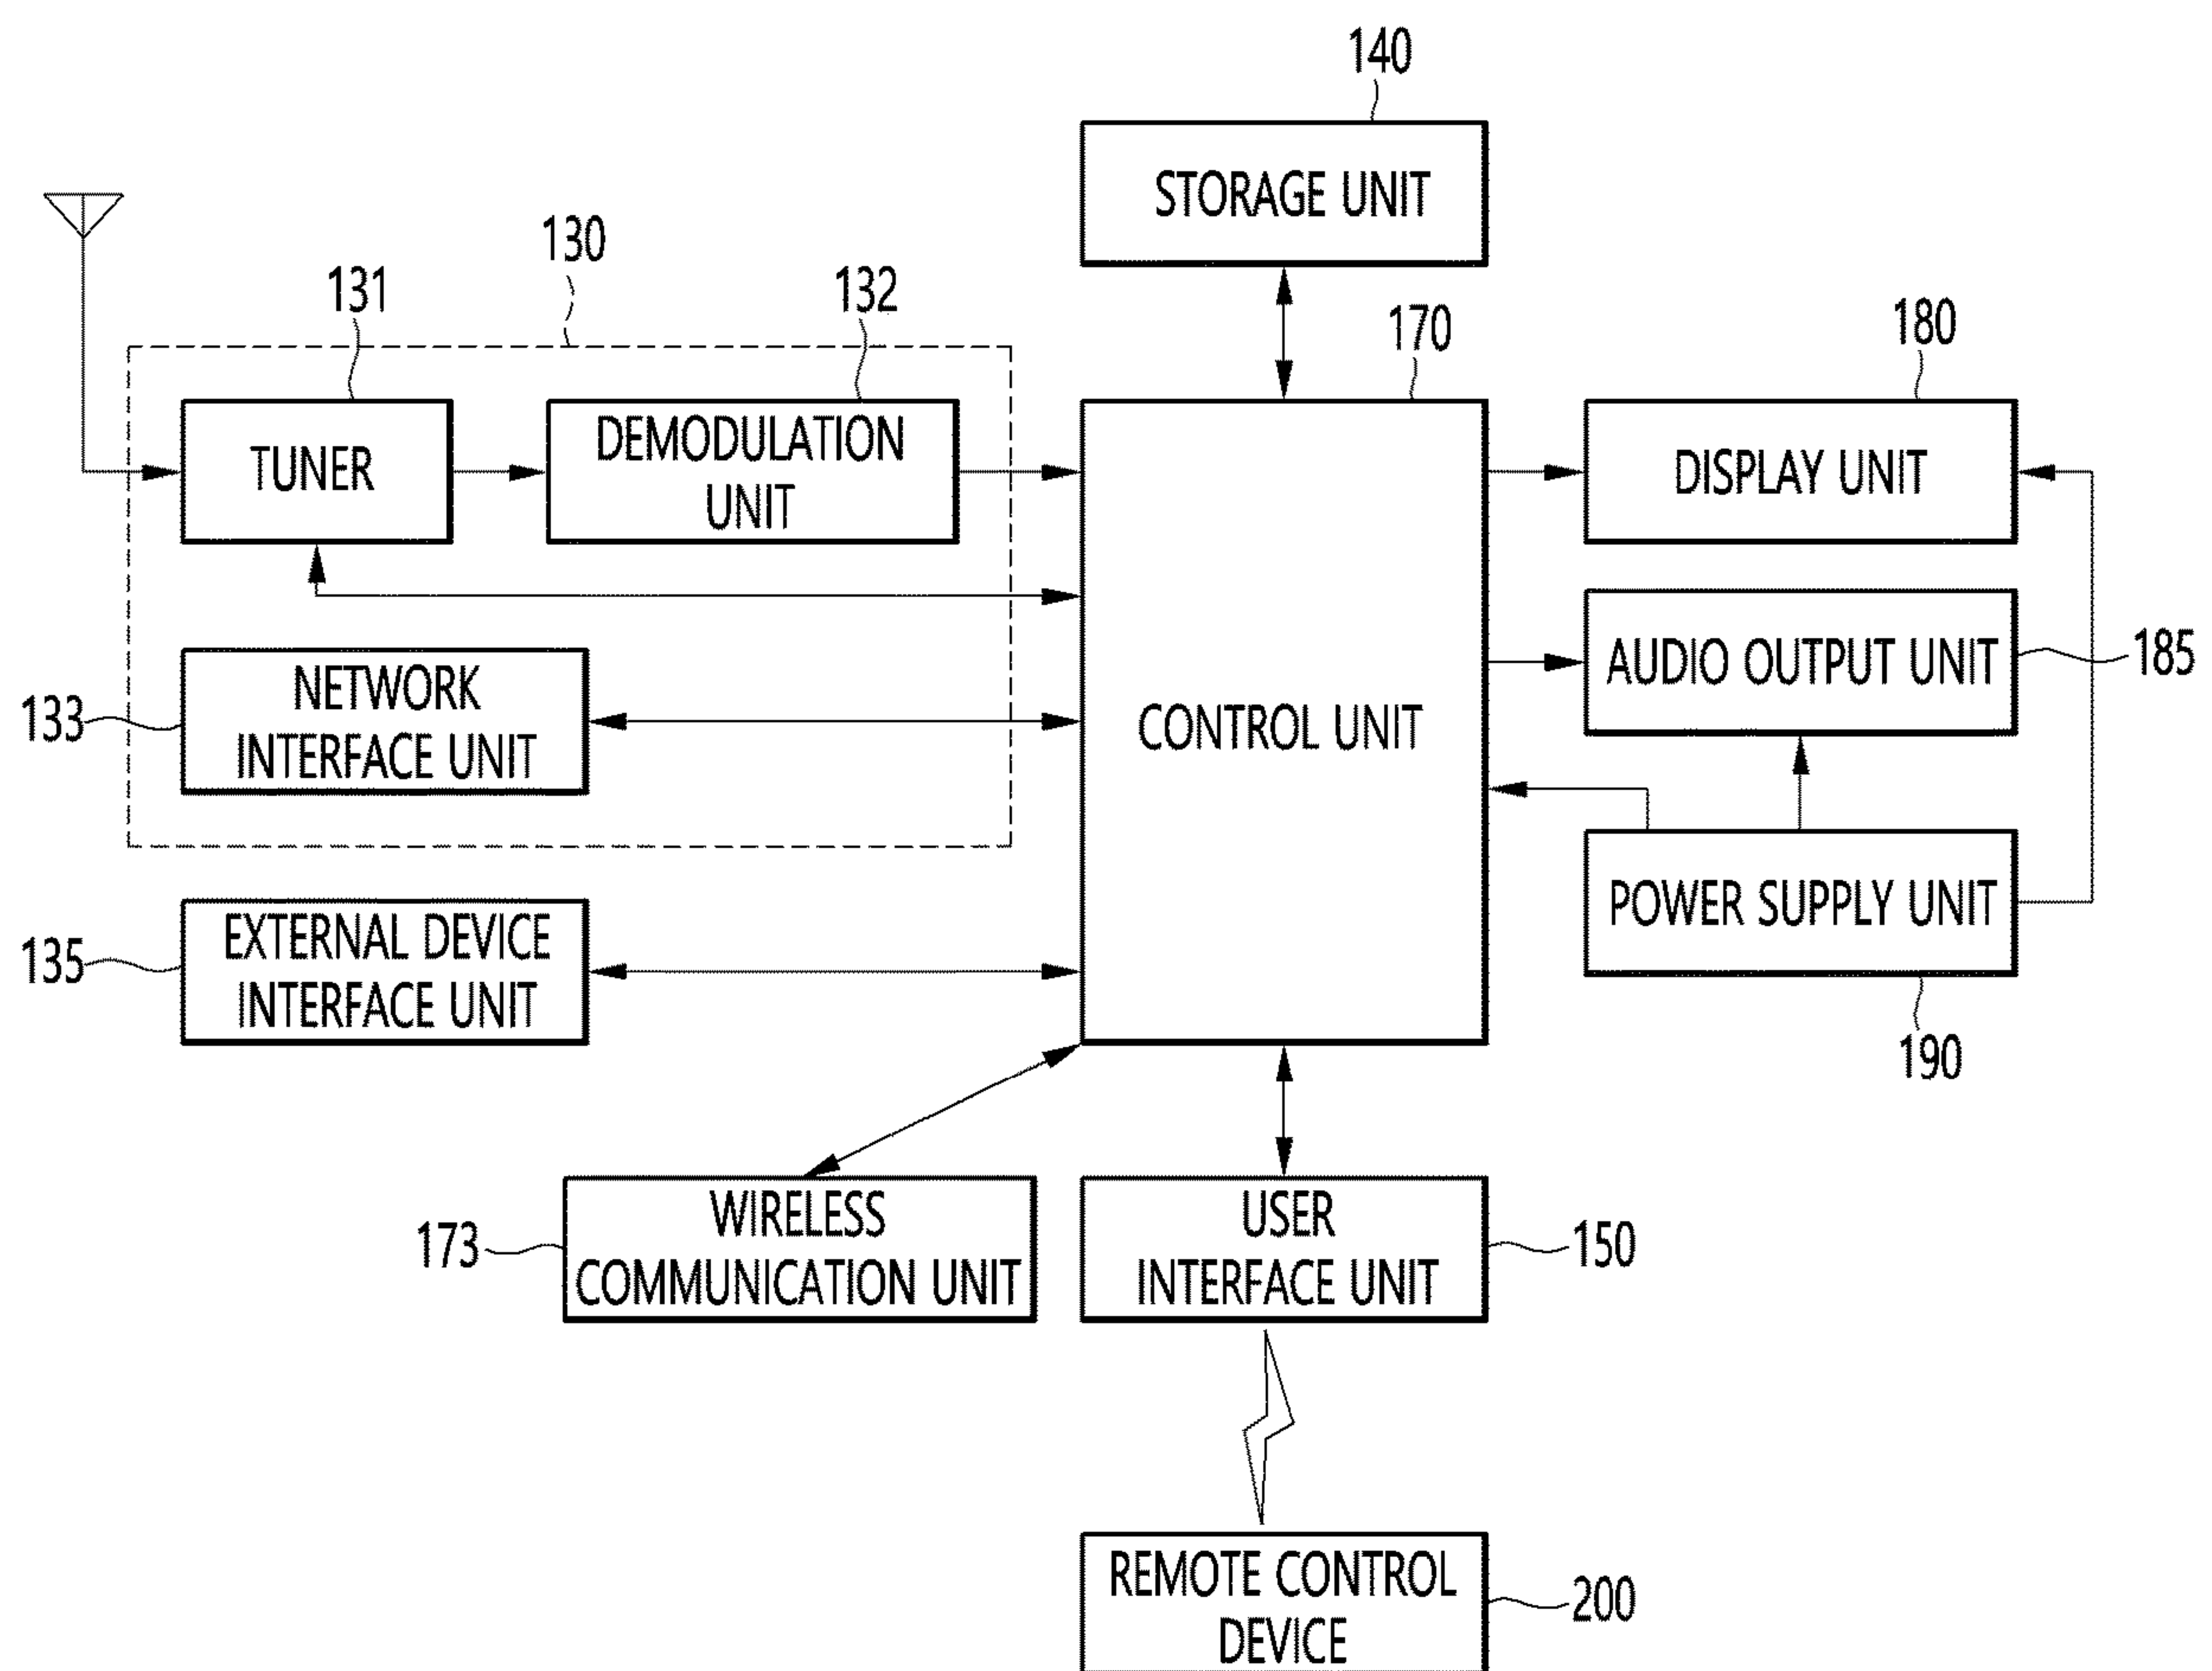 140
STORAGE UNIT
130
131
132
170
180
TUNER
DEMODULATION
UNIT
DISPLAY UNIT
133
NETWORK
INTERFACE UNIT
CONTROL UNIT
AUDIO OUTPUT UNIT
185
135
EXTERNAL DEVICE
INTERFACE UNIT
POWER SUPPLY UNIT
190
173
WIRELESS
COMMUNICATION UNIT
USER
INTERFACE UNIT
150
REMOTE CONTROL
DEVICE
200